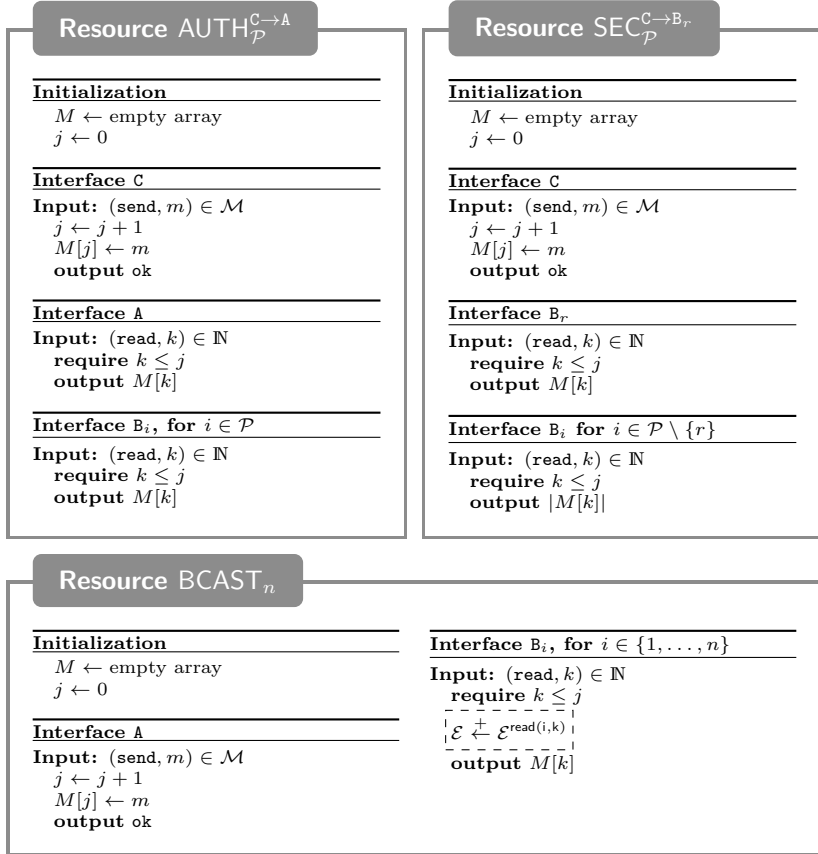 Resource AUTH_𝒫^{C→A}
Initialization
M ← empty array
j ← 0
Interface C
Input: (send, m) ∈ ℳ
j ← j + 1
M[j] ← m
output ok
Interface A
Input: (read, k) ∈ ℕ
require k ≤ j
output M[k]
Interface B_i, for i ∈ 𝒫
Input: (read, k) ∈ ℕ
require k ≤ j
output M[k]
Resource SEC_𝒫^{C→B_r}
Initialization
M ← empty array
j ← 0
Interface C
Input: (send, m) ∈ ℳ
j ← j + 1
M[j] ← m
output ok
Interface B_r
Input: (read, k) ∈ ℕ
require k ≤ j
output M[k]
Interface B_i for i ∈ 𝒫 \ {r}
Input: (read, k) ∈ ℕ
require k ≤ j
output |M[k]|
Resource BCAST_n
Initialization
M ← empty array
j ← 0
Interface A
Input: (send, m) ∈ ℳ
j ← j + 1
M[j] ← m
output ok
Interface B_i, for i ∈ {1, . . . , n}
Input: (read, k) ∈ ℕ
require k ≤ j
ℰ ←^+ ℰ^{read(i,k)}
output M[k]